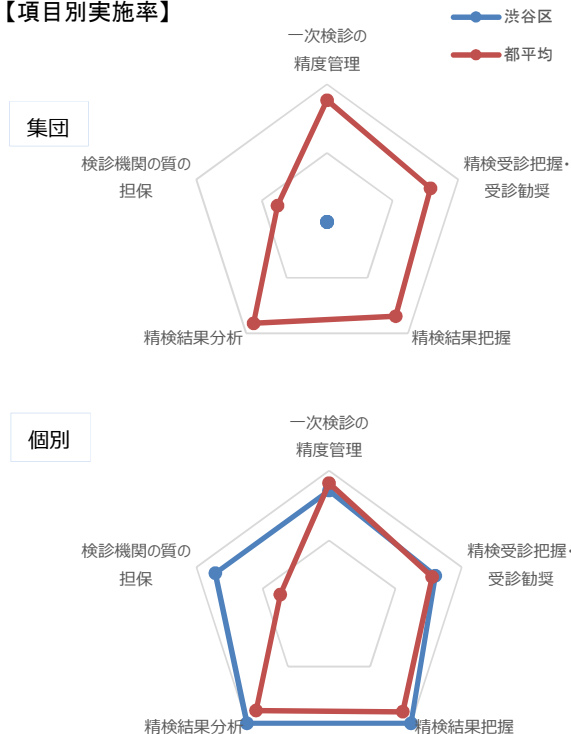 【項目別実施率】
渋谷区
都平均
集団
一次検診の
精度管理
精検受診把握・
受診勧奨
精検結果把握
精検結果分析
検診機関の質の
担保
個別
一次検診の
精度管理
精検受診把握・
受診勧奨
精検結果把握
精検結果分析
検診機関の質の
担保